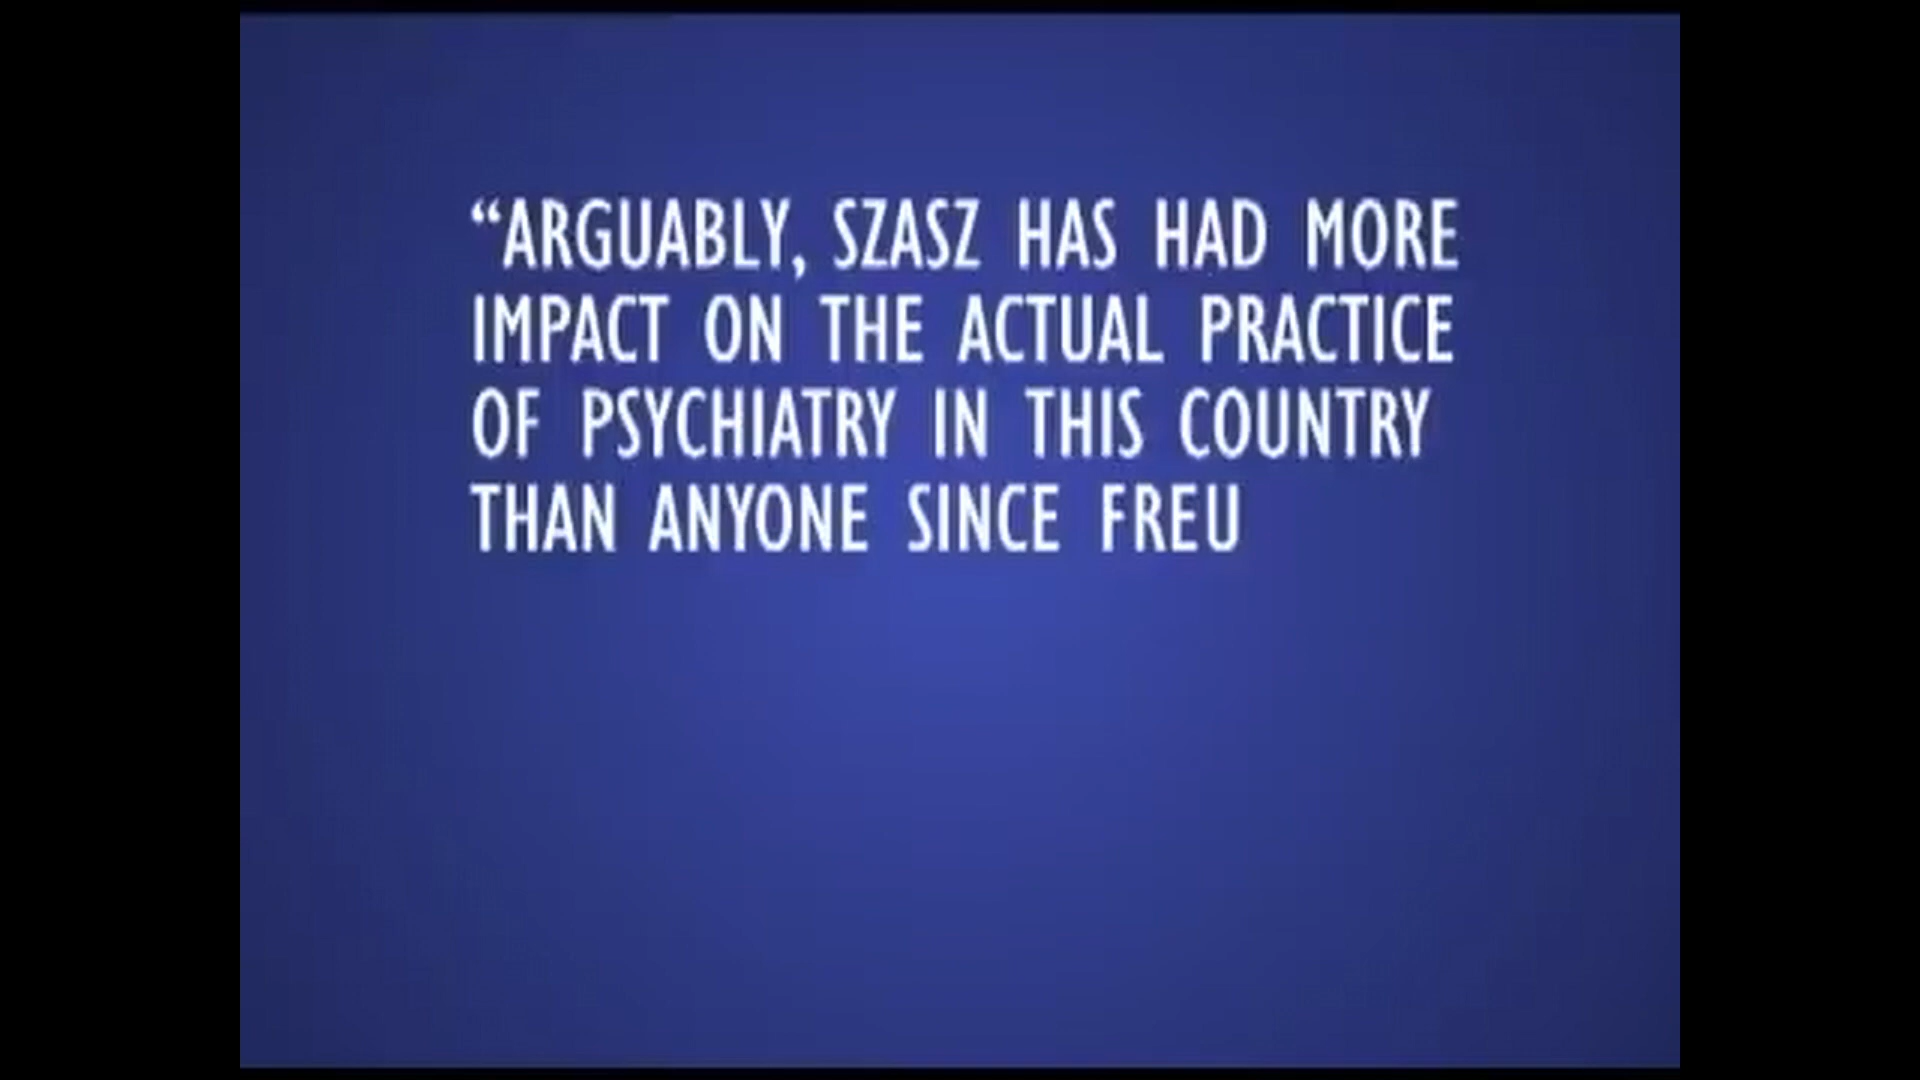 “ARGUABLY, SZASZ HAS HAD MORE
IMPACT ON THE ACTUAL PRACTICE
OF PSYCHIATRY IN THIS COUNTRY
THAN ANYONE SINCE FREU